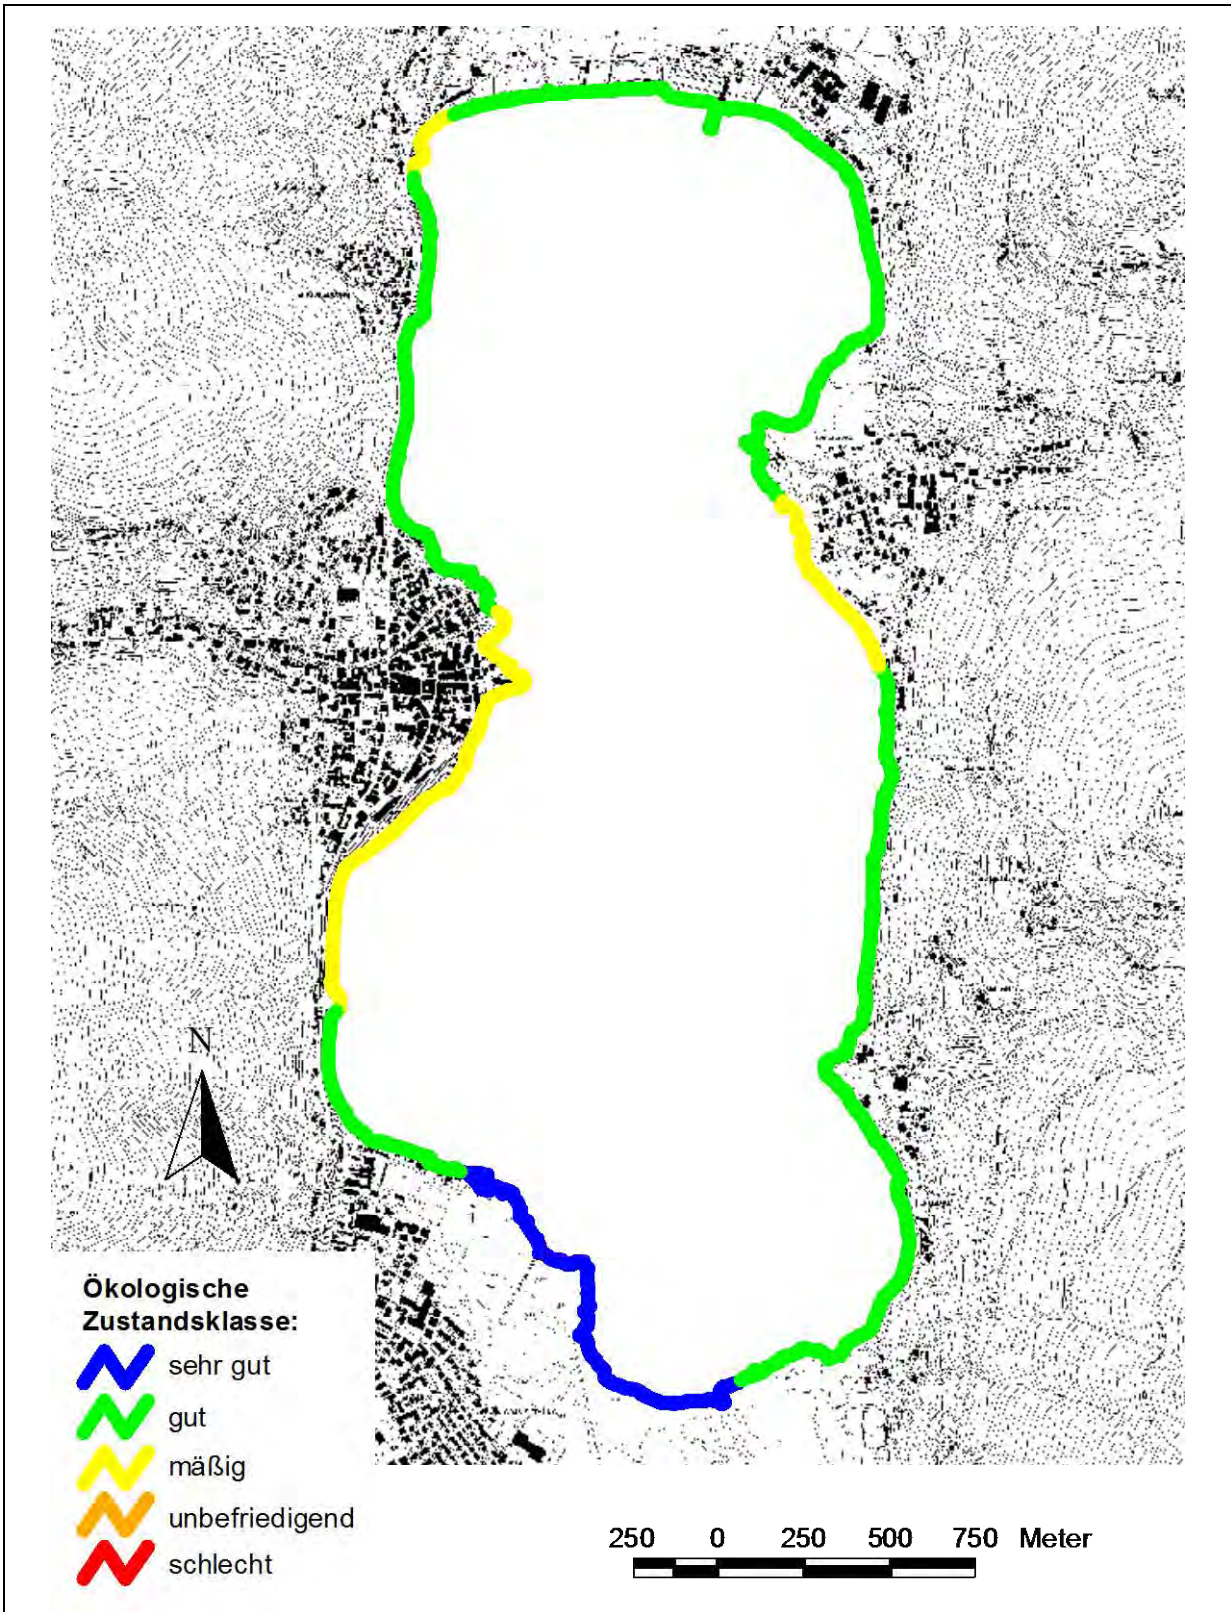 N
Ökologische
Zustandsklasse:
sehr gut
gut
mäßig
unbefriedigend
schlecht
250 0 250 500 750 Meter